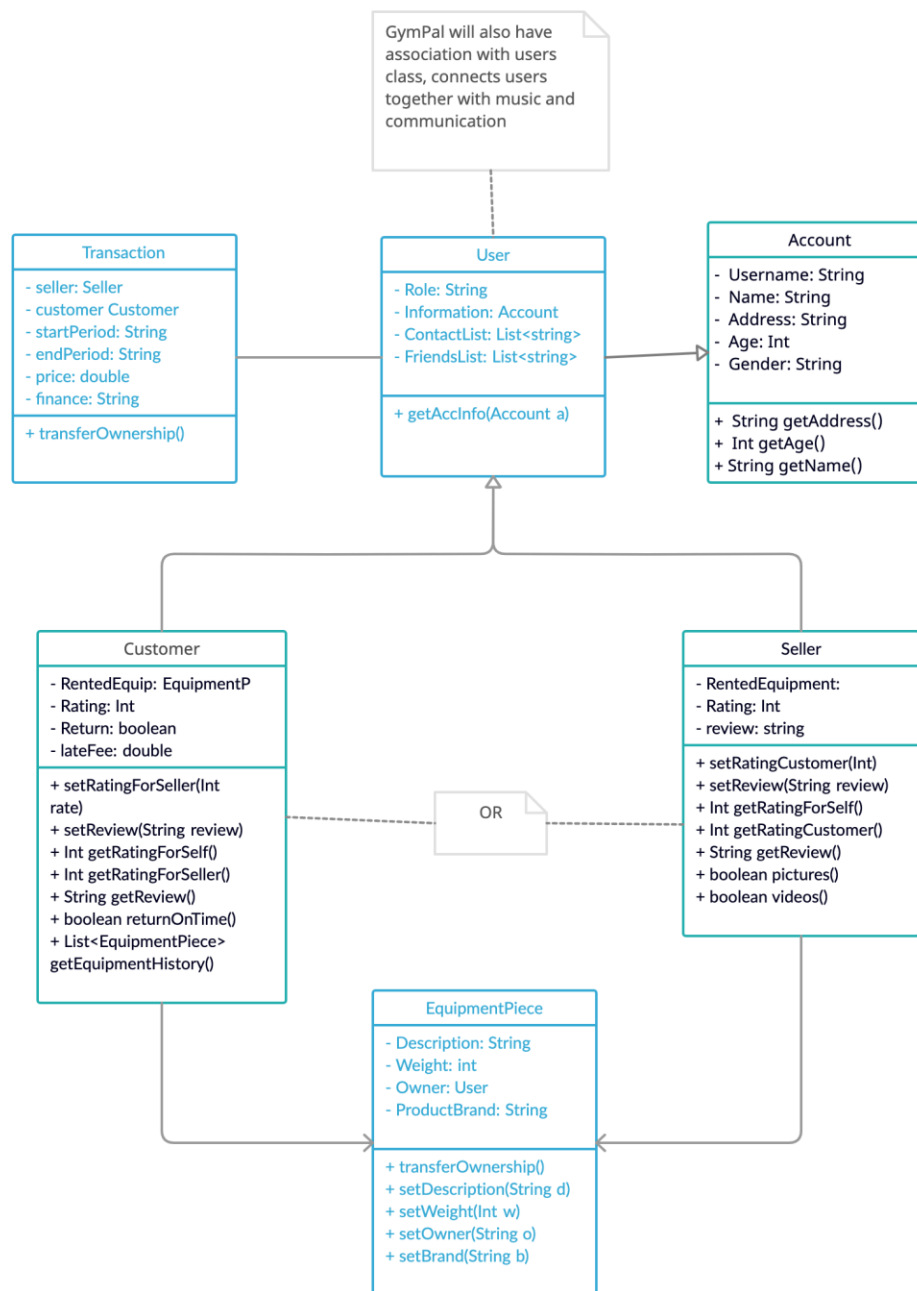 GymPal will also have
association with users
class, connects users
together with music and
communication
Transaction
- seller: Seller
- customer Customer
- startPeriod: String
- endPeriod: String
- price: double
- finance: String
+ transferOwnership()
User
- Role: String
- Information: Account
- ContactList: List<string>
- FriendsList: List<string>
+ getAccInfo(Account a)
Account
- Username: String
- Name: String
- Address: String
- Age: Int
- Gender: String
+ String getAddress()
+ Int getAge()
+ String getName()
Customer
- RentedEquip: EquipmentP
- Rating: Int
- Return: boolean
- lateFee: double
+ setRatingForSeller(Int
rate)
+ setReview(String review)
+ Int getRatingForSelf()
+ Int getRatingForSeller()
+ String getReview()
+ boolean returnOnTime()
+ List<EquipmentPiece>
getEquipmentHistory()
OR
Seller
- RentedEquipment:
- Rating: Int
- review: string
+ setRatingCustomer(Int)
+ setReview(String review)
+ Int getRatingForSelf()
+ Int getRatingCustomer()
+ String getReview()
+ boolean pictures()
+ boolean videos()
EquipmentPiece
- Description: String
- Weight: int
- Owner: User
- ProductBrand: String
+ transferOwnership()
+ setDescription(String d)
+ setWeight(Int w)
+ setOwner(String o)
+ setBrand(String b)